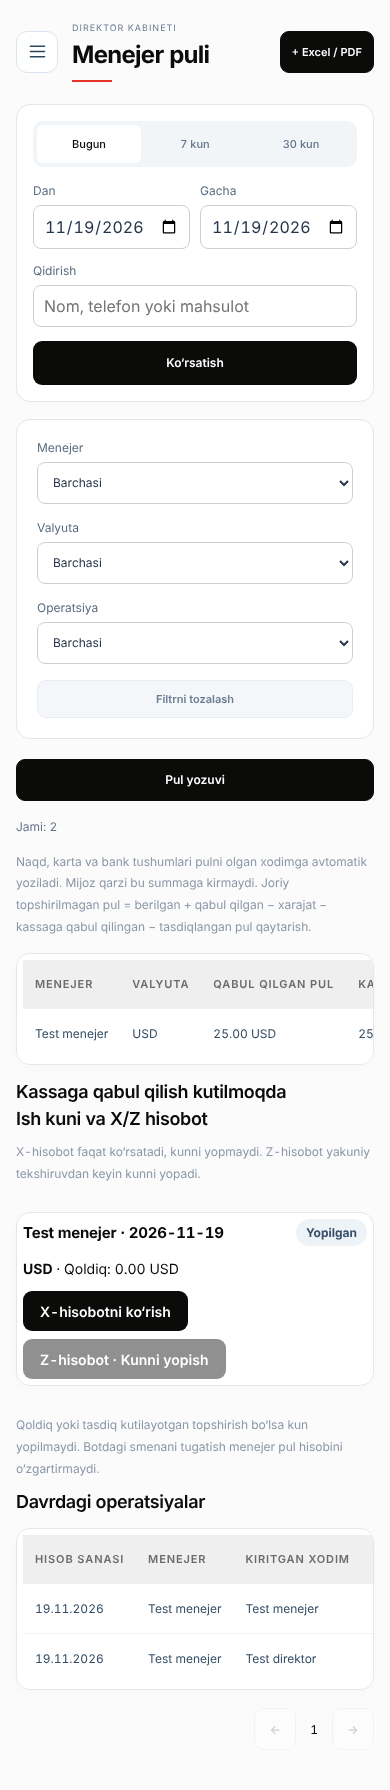 DIREKTOR KABINETI
Menejer puli
+ Excel / PDF
Bugun
7 kun
30 kun
Dan
Gacha
11/19/2026
11/19/2026
Qidirish
Nom, telefon yoki mahsulot
Ko‘rsatish
Menejer
Barchasi
Valyuta
Barchasi
Operatsiya
Barchasi
Filtrni tozalash
Pul yozuvi
Jami: 2
Naqd, karta va bank tushumlari pulni olgan xodimga avtomatik
yoziladi. Mijoz qarzi bu summaga kirmaydi. Joriy
topshirilmagan pul = berilgan + qabul qilgan − xarajat −
kassaga qabul qilingan − tasdiqlangan pul qaytarish.
MENEJER VALYUTA QABUL QILGAN PUL KA
Test menejer USD 25.00 USD 25
Kassaga qabul qilish kutilmoqda
Ish kuni va X/Z hisobot
X-hisobot faqat ko‘rsatadi, kunni yopmaydi. Z-hisobot yakuniy
tekshiruvdan keyin kunni yopadi.
Test menejer · 2026-11-19
Yopilgan
USD · Qoldiq: 0.00 USD
X-hisobotni ko‘rish
Z-hisobot · Kunni yopish
Qoldiq yoki tasdiq kutilayotgan topshirish bo‘lsa kun
yopilmaydi. Botdagi smenani tugatish menejer pul hisobini
o‘zgartirmaydi.
Davrdagi operatsiyalar
HISOB SANASI MENEJER KIRITGAN XODIM
19.11.2026 Test menejer Test menejer
19.11.2026 Test menejer Test direktor
← 1 →